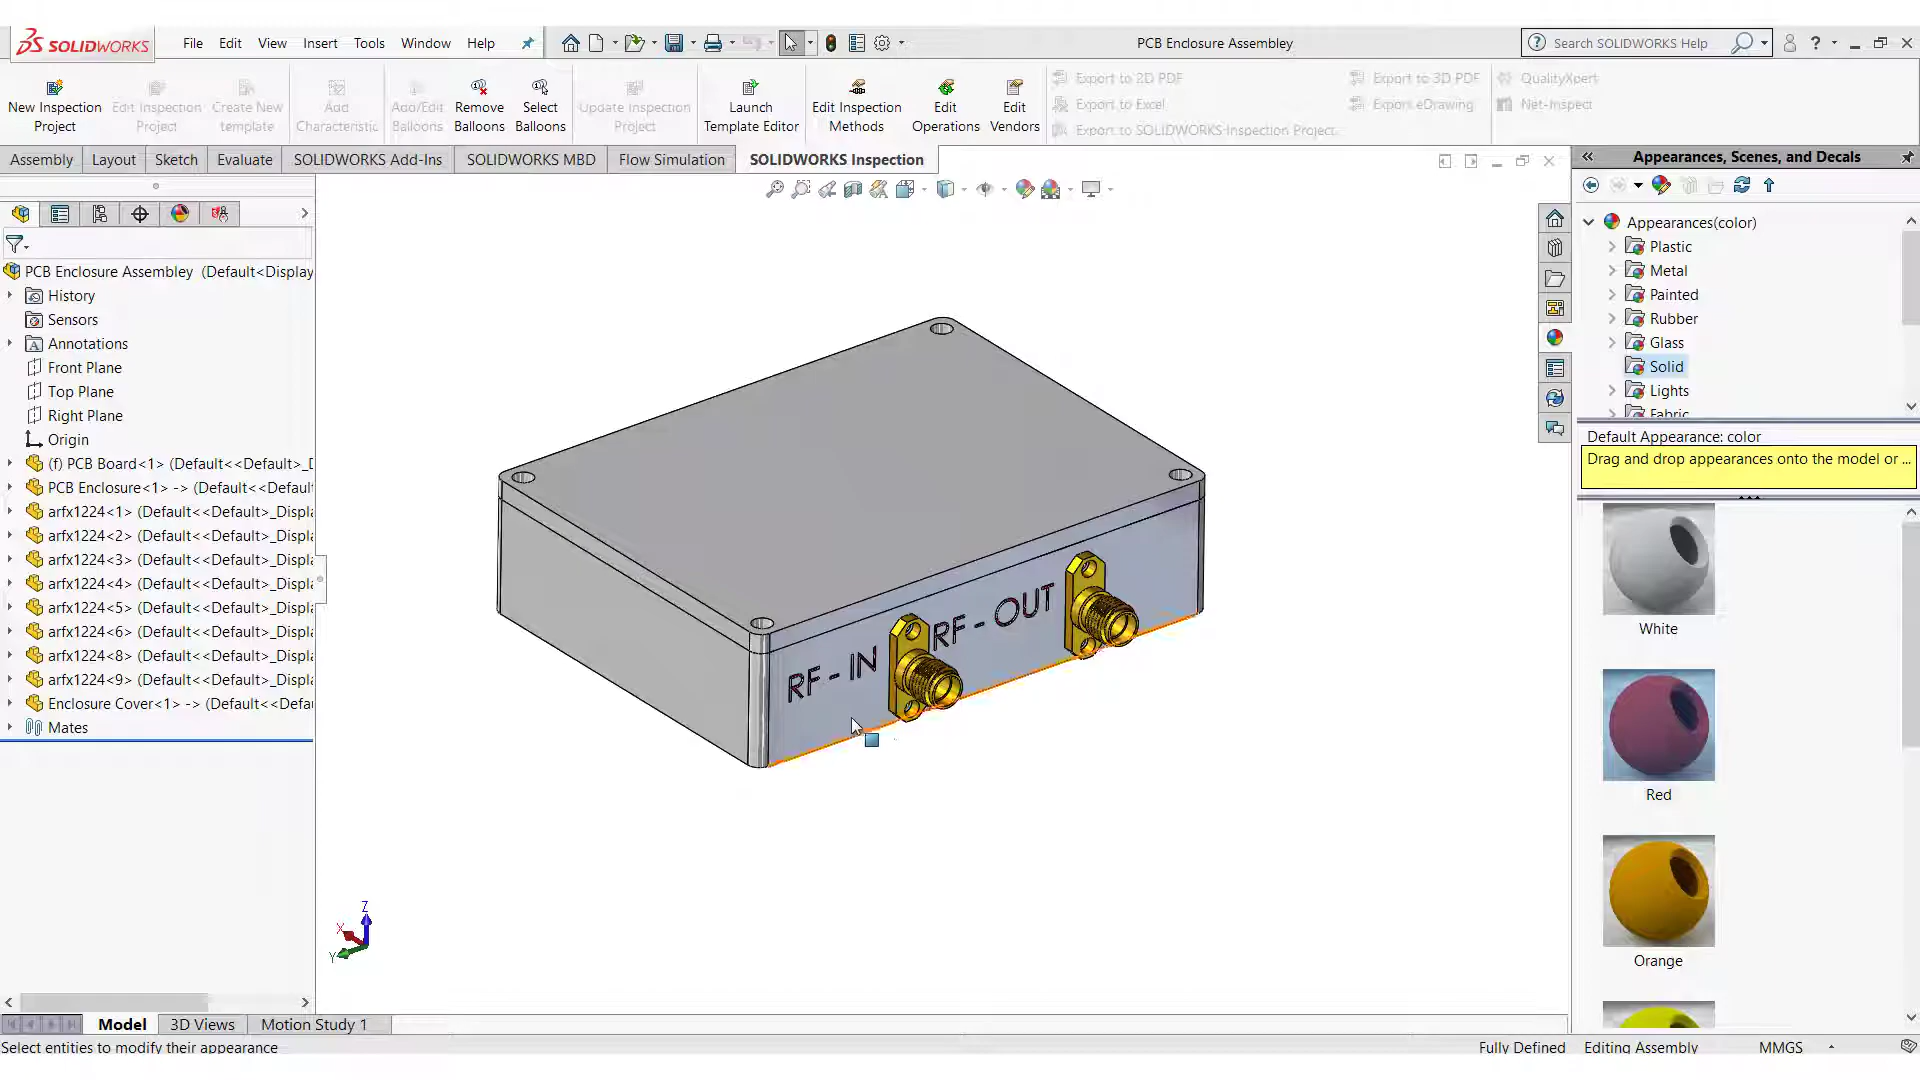 SOLIDWORKS
File Edit View Insert Tools Window Help
PCB Enclosure Assembley
Search SOLIDWORKS Help
New Inspection Project
Edit Inspection Project
Create New template
Add Characteristic
Add/Edit Balloons
Remove Balloons
Select Balloons
Update Inspection Project
Launch Template Editor
Edit Inspection Methods
Edit Operations
Edit Vendors
Export to 2D PDF
Export to Excel
Export to SOLIDWORKS Inspection Project
Export to 3D PDF
Export eDrawing
QualityXpert
Net-Inspect
Assembly Layout Sketch Evaluate SOLIDWORKS Add-Ins SOLIDWORKS MBD Flow Simulation SOLIDWORKS Inspection
PCB Enclosure Assembley (Default<Display
History
Sensors
Annotations
Front Plane
Top Plane
Right Plane
Origin
(f) PCB Board<1> (Default<<Default>_D
PCB Enclosure<1> -> (Default<<Default
arfx1224<1> (Default<<Default>_Displa
arfx1224<2> (Default<<Default>_Displa
arfx1224<3> (Default<<Default>_Displa
arfx1224<4> (Default<<Default>_Displa
arfx1224<5> (Default<<Default>_Displa
arfx1224<6> (Default<<Default>_Displa
arfx1224<8> (Default<<Default>_Displa
arfx1224<9> (Default<<Default>_Displa
Enclosure Cover<1> -> (Default<<Defau
Mates
RF - IN
RF - OUT
Z
X
Y
Appearances, Scenes, and Decals
Appearances(color)
Plastic
Metal
Painted
Rubber
Glass
Solid
Lights
Fabric
Default Appearance: color
Drag and drop appearances onto the model or ...
White
Red
Orange
Model 3D Views Motion Study 1
Select entities to modify their appearance
Fully Defined Editing Assembly MMGS